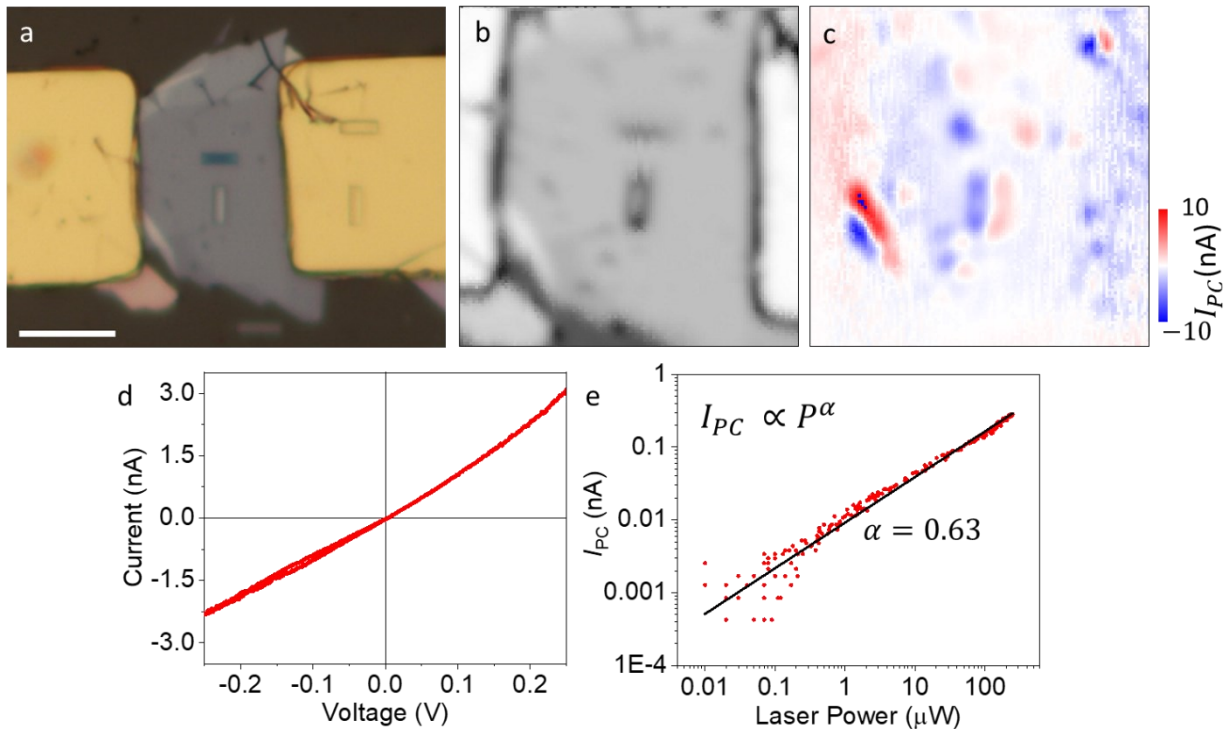 a
b
c
10
I_PC (nA)
−10
d
3.0
1.5
0.0
-1.5
-3.0
Current (nA)
-0.2 -0.1 0.0 0.1 0.2
Voltage (V)
e
1
0.1
0.01
0.001
1E-4
I_PC (nA)
I_PC ∝ P^α
α = 0.63
0.01 0.1 1 10 100
Laser Power (μW)